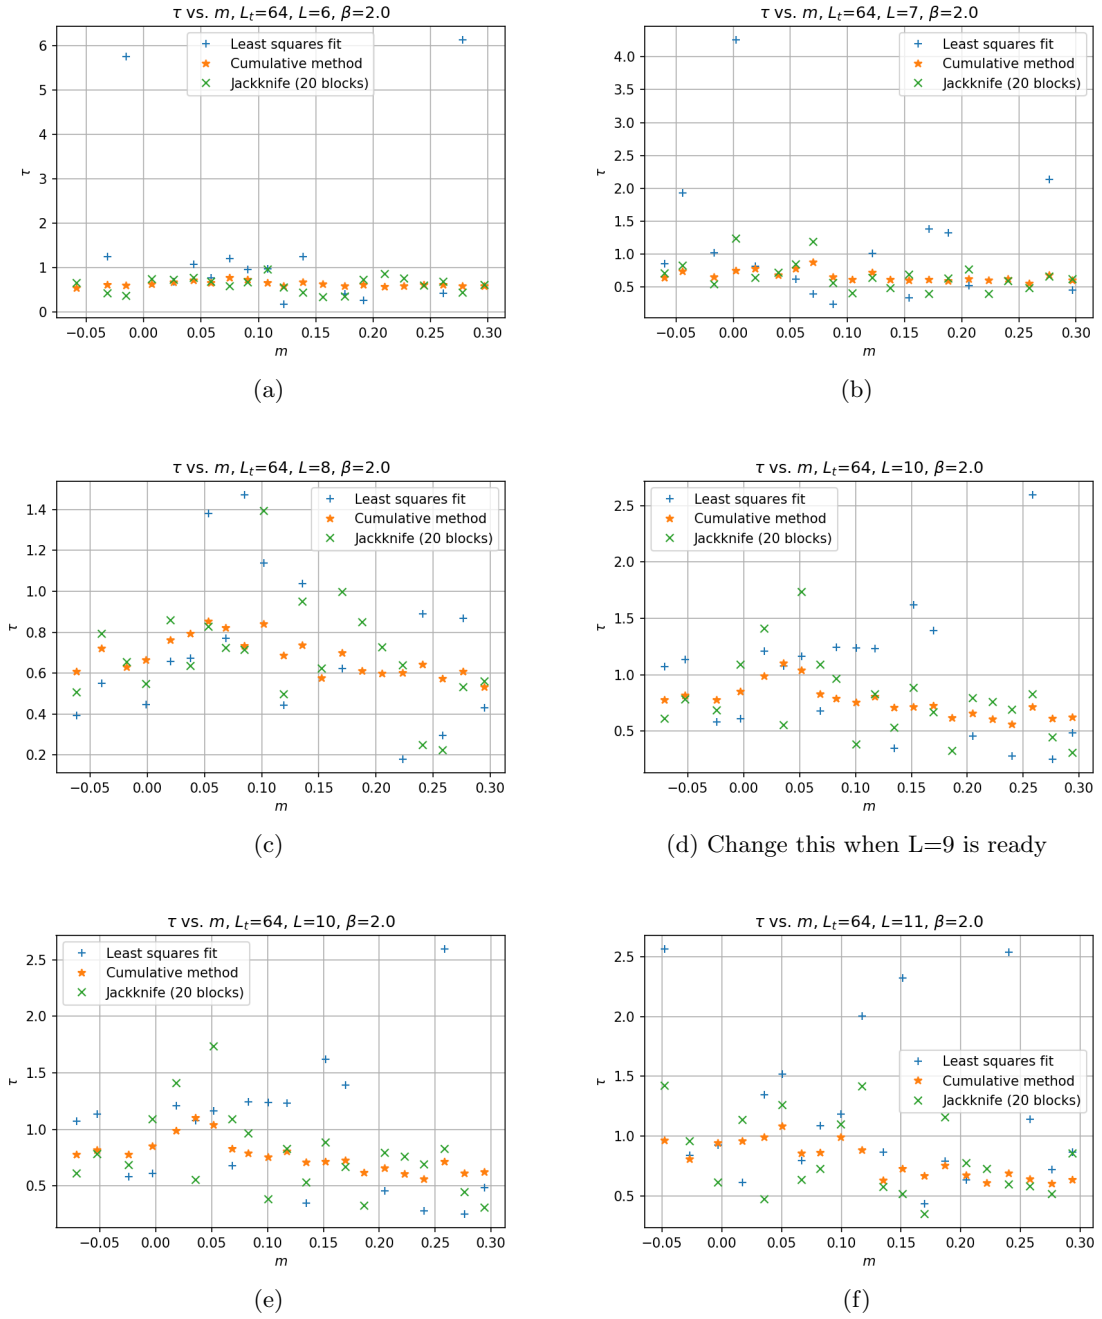 τ vs. m, L_t=64, L=6, β=2.0
Least squares fit
Cumulative method
Jackknife (20 blocks)
6
5
4
3
2
1
0
τ
−0.05 0.00 0.05 0.10 0.15 0.20 0.25 0.30
m
(a)
τ vs. m, L_t=64, L=7, β=2.0
Least squares fit
Cumulative method
Jackknife (20 blocks)
4.0
3.5
3.0
2.5
2.0
1.5
1.0
0.5
τ
−0.05 0.00 0.05 0.10 0.15 0.20 0.25 0.30
m
(b)
τ vs. m, L_t=64, L=8, β=2.0
Least squares fit
Cumulative method
Jackknife (20 blocks)
1.4
1.2
1.0
0.8
0.6
0.4
0.2
τ
−0.05 0.00 0.05 0.10 0.15 0.20 0.25 0.30
m
(c)
τ vs. m, L_t=64, L=10, β=2.0
Least squares fit
Cumulative method
Jackknife (20 blocks)
2.5
2.0
1.5
1.0
0.5
τ
−0.05 0.00 0.05 0.10 0.15 0.20 0.25 0.30
m
(d) Change this when L=9 is ready
τ vs. m, L_t=64, L=10, β=2.0
Least squares fit
Cumulative method
Jackknife (20 blocks)
2.5
2.0
1.5
1.0
0.5
τ
−0.05 0.00 0.05 0.10 0.15 0.20 0.25 0.30
m
(e)
τ vs. m, L_t=64, L=11, β=2.0
Least squares fit
Cumulative method
Jackknife (20 blocks)
2.5
2.0
1.5
1.0
0.5
τ
−0.05 0.00 0.05 0.10 0.15 0.20 0.25 0.30
m
(f)